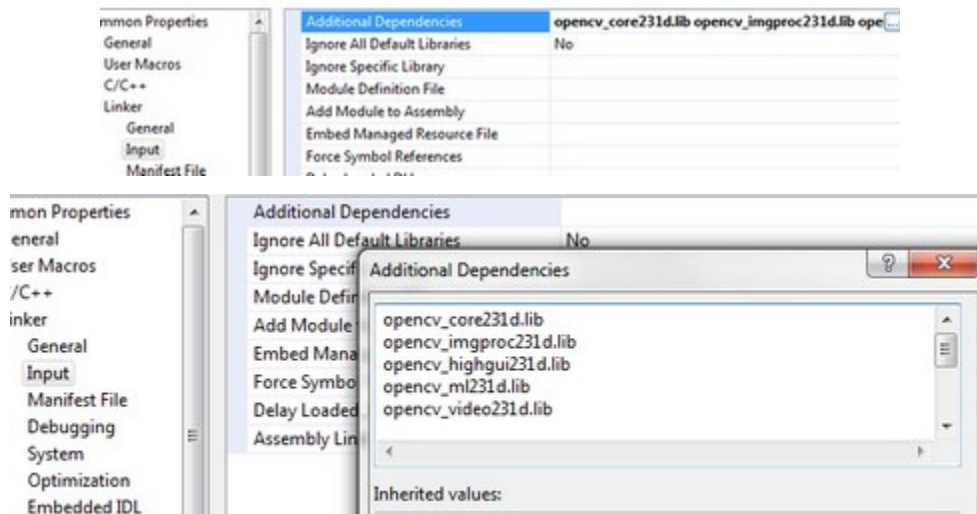 mmon Properties
General
User Macros
C/C++
Linker
General
Input
Manifest File
Additional Dependencies opencv_core231d.lib opencv_imgproc231d.lib ope ...
Ignore All Default Libraries No
Ignore Specific Library
Module Definition File
Add Module to Assembly
Embed Managed Resource File
Force Symbol References
mon Properties
eneral
ser Macros
/C++
inker
General
Input
Manifest File
Debugging
System
Optimization
Embedded IDL
Additional Dependencies
Ignore All Default Libraries No
Ignore Specif
Module Defin
Add Module
Embed Mana
Force Symbo
Delay Loaded
Assembly Lin
Additional Dependencies
opencv_core231d.lib
opencv_imgproc231d.lib
opencv_highgui231d.lib
opencv_ml231d.lib
opencv_video231d.lib
Inherited values: